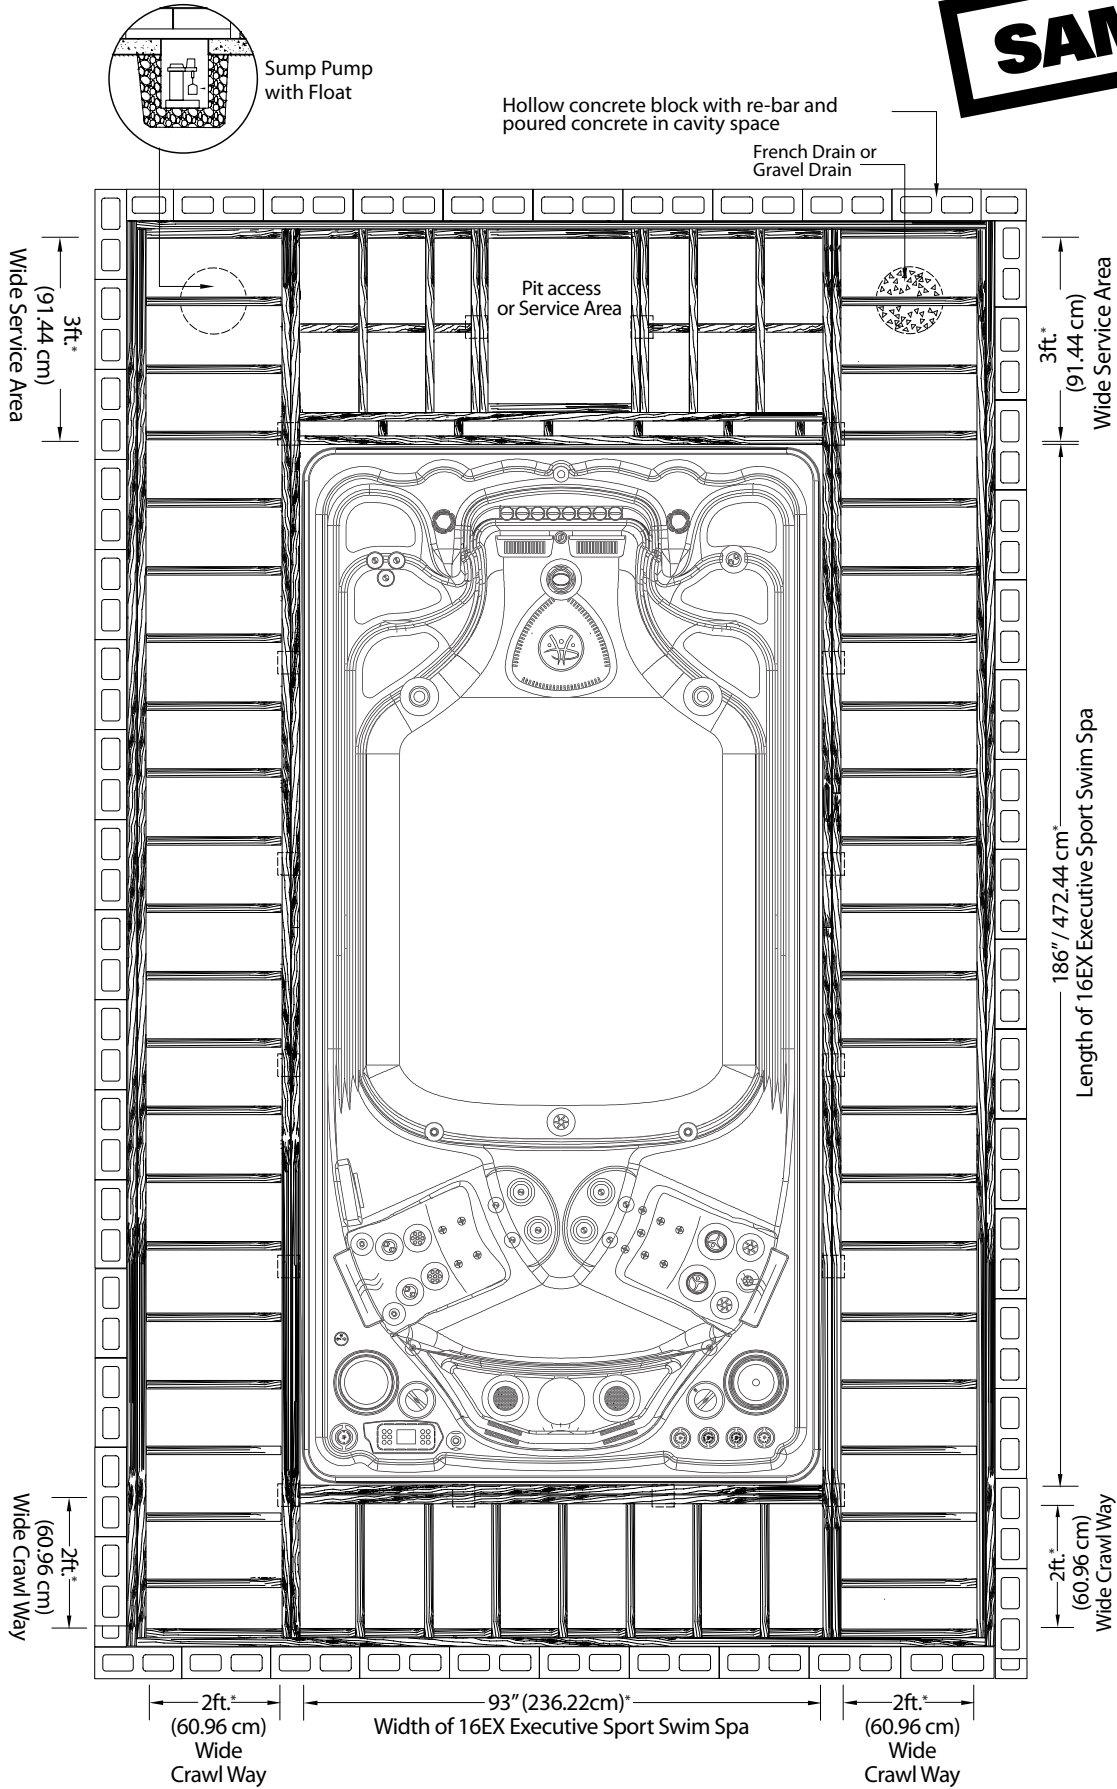 SAM
Sump Pump
with Float
Hollow concrete block with re-bar and
poured concrete in cavity space
French Drain or
Gravel Drain
3ft.*
(91.44 cm)
Wide Service Area
Pit access
or Service Area
3ft.*
(91.44 cm)
Wide Service Area
186” / 472.44 cm*
Length of 16EX Executive Sport Swim Spa
2ft.*
(60.96 cm)
Wide Crawl Way
2ft.*
(60.96 cm)
Wide Crawl Way
2ft.*
(60.96 cm)
Wide
Crawl Way
93” (236.22cm)*
Width of 16EX Executive Sport Swim Spa
2ft.*
(60.96 cm)
Wide
Crawl Way